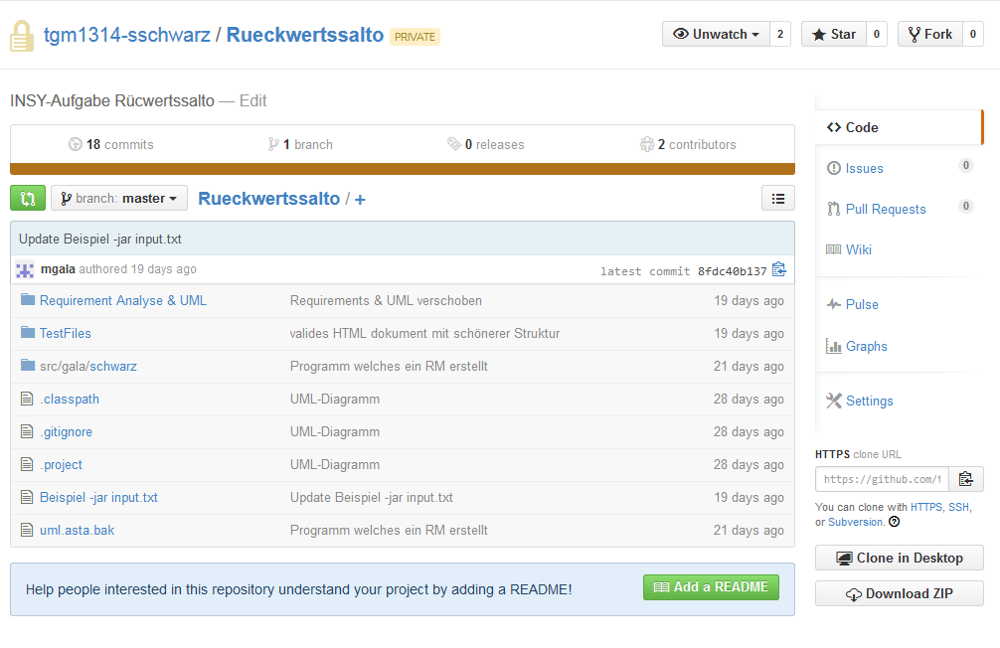 tgm1314-sschwarz / Rueckwertssalto PRIVATE
Unwatch 2 Star 0 Fork 0
INSY-Aufgabe Rücwertssalto — Edit
18 commits 1 branch 0 releases 2 contributors
branch: master Rueckwertssalto / +
Update Beispiel -jar input.txt
mgala authored 19 days ago latest commit 8fdc40b137
Requirement Analyse & UML Requirements & UML verschoben 19 days ago
TestFiles valides HTML dokument mit schönerer Struktur 19 days ago
src/gala/schwarz Programm welches ein RM erstellt 21 days ago
.classpath UML-Diagramm 28 days ago
.gitignore UML-Diagramm 28 days ago
.project UML-Diagramm 28 days ago
Beispiel -jar input.txt Update Beispiel -jar input.txt 19 days ago
uml.asta.bak Programm welches ein RM erstellt 21 days ago
Help people interested in this repository understand your project by adding a README! Add a README
Code
Issues 0
Pull Requests 0
Wiki
Pulse
Graphs
Settings
HTTPS clone URL
https://github.com/t
You can clone with HTTPS, SSH,
or Subversion.
Clone in Desktop
Download ZIP